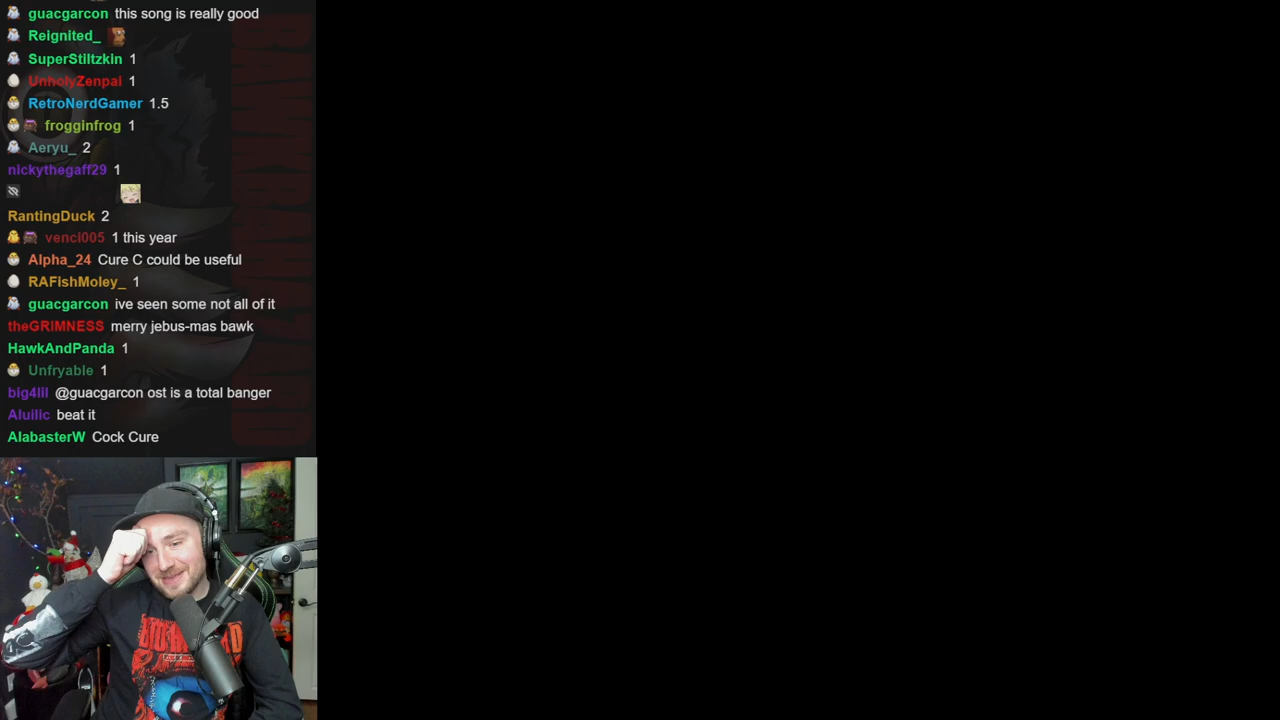 guacgarcon this song is really good
Reignited_
SuperStiltzkin 1
UnholyZenpai 1
RetroNerdGamer 1.5
frogginfrog 1
Aeryu_ 2
nickythegaff29 1
RantingDuck 2
venci005 1 this year
Alpha_24 Cure C could be useful
RAFishMoley_ 1
guacgarcon ive seen some not all of it
theGRIMNESS merry jebus-mas bawk
HawkAndPanda 1
Unfryable 1
big4lil @guacgarcon ost is a total banger
Alullic beat it
AlabasterW Cock Cure